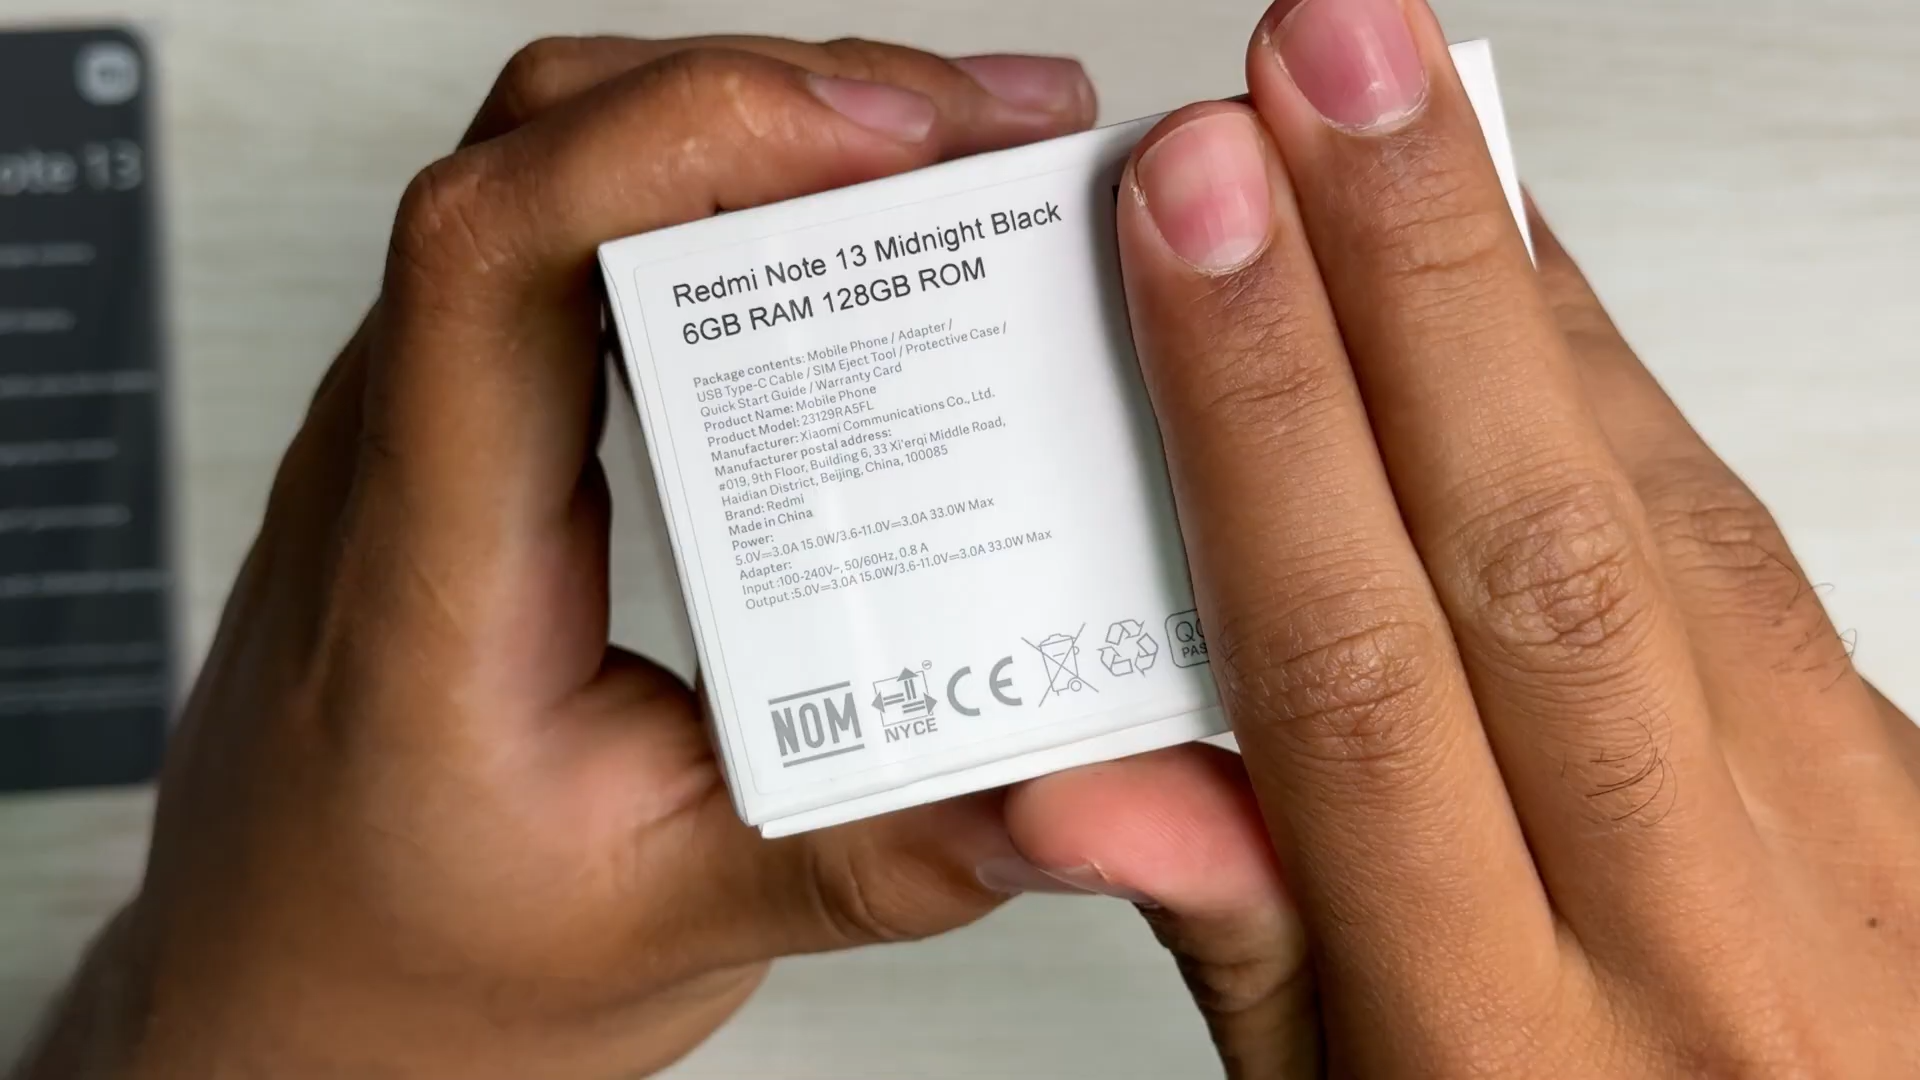 ote 13
Redmi Note 13 Midnight Black
6GB RAM 128GB ROM
Package contents: Mobile Phone / Adapter /
USB Type-C Cable / SIM Eject Tool / Protective Case /
Quick Start Guide / Warranty Card
Product Name: Mobile Phone
Product Model: 23129RA5FL
Manufacturer: Xiaomi Communications Co., Ltd.
Manufacturer postal address:
#019, 9th Floor, Building 6, 33 Xi'erqi Middle Road,
Haidian District, Beijing, China, 100085
Brand: Redmi
Made in China
Power:
5.0V⎓3.0A 15.0W/3.6-11.0V⎓3.0A 33.0W Max
Adapter:
Input:100-240V~, 50/60Hz, 0.8 A
Output:5.0V⎓3.0A 15.0W/3.6-11.0V⎓3.0A 33.0W Max
NOM
NYCE
CE
QC
PAS